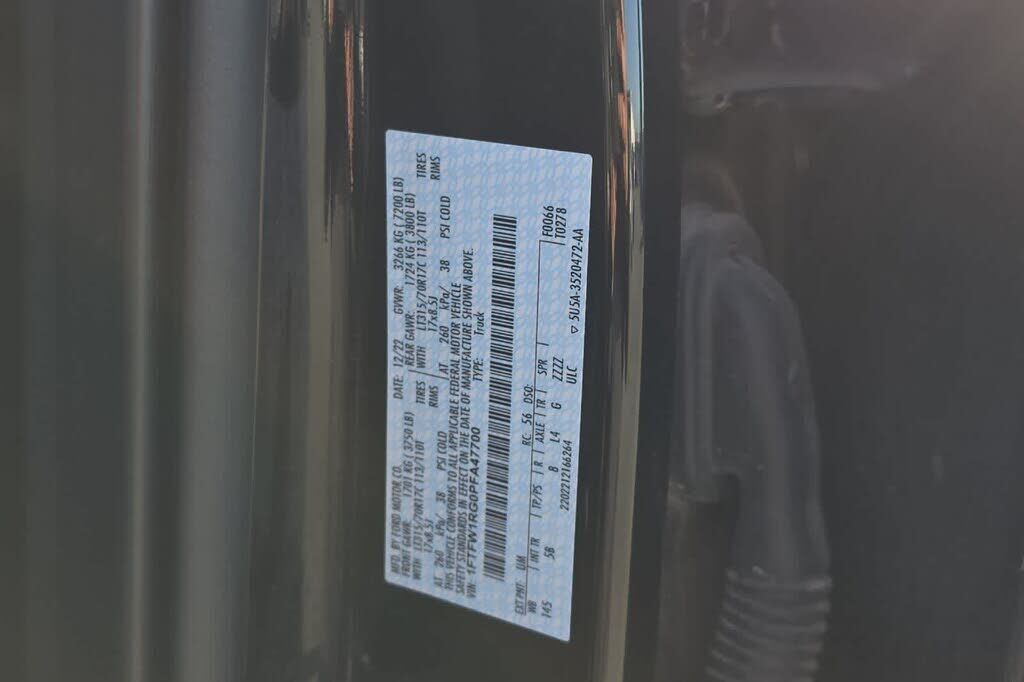 MFD. BY FORD MOTOR CO.
DATE: 12/22
GVWR: 3266 KG ( 7200 LB)
FRONT GAWR: 1701 KG ( 3750 LB)
REAR GAWR: 1724 KG ( 3800 LB)
WITH LT315/70R17C 113/110T TIRES
WITH LT315/70R17C 113/110T TIRES
17x8.5J RIMS
17x8.5J RIMS
AT 260 kPa/ 38 PSI COLD
AT 260 kPa/ 38 PSI COLD
THIS VEHICLE CONFORMS TO ALL APPLICABLE FEDERAL MOTOR VEHICLE
SAFETY STANDARDS IN EFFECT ON THE DATE OF MANUFACTURE SHOWN ABOVE.
VIN: 1FTFW1RG0PFA47700
TYPE: Truck
EXT PNT: UM RC: 56 DSO: F0066
WB INT TR TP/PS R AXLE TR SPR T0278
145 5B B L4 G ZZZZ
2202212166264 ULC
5U5A-3520472-AA